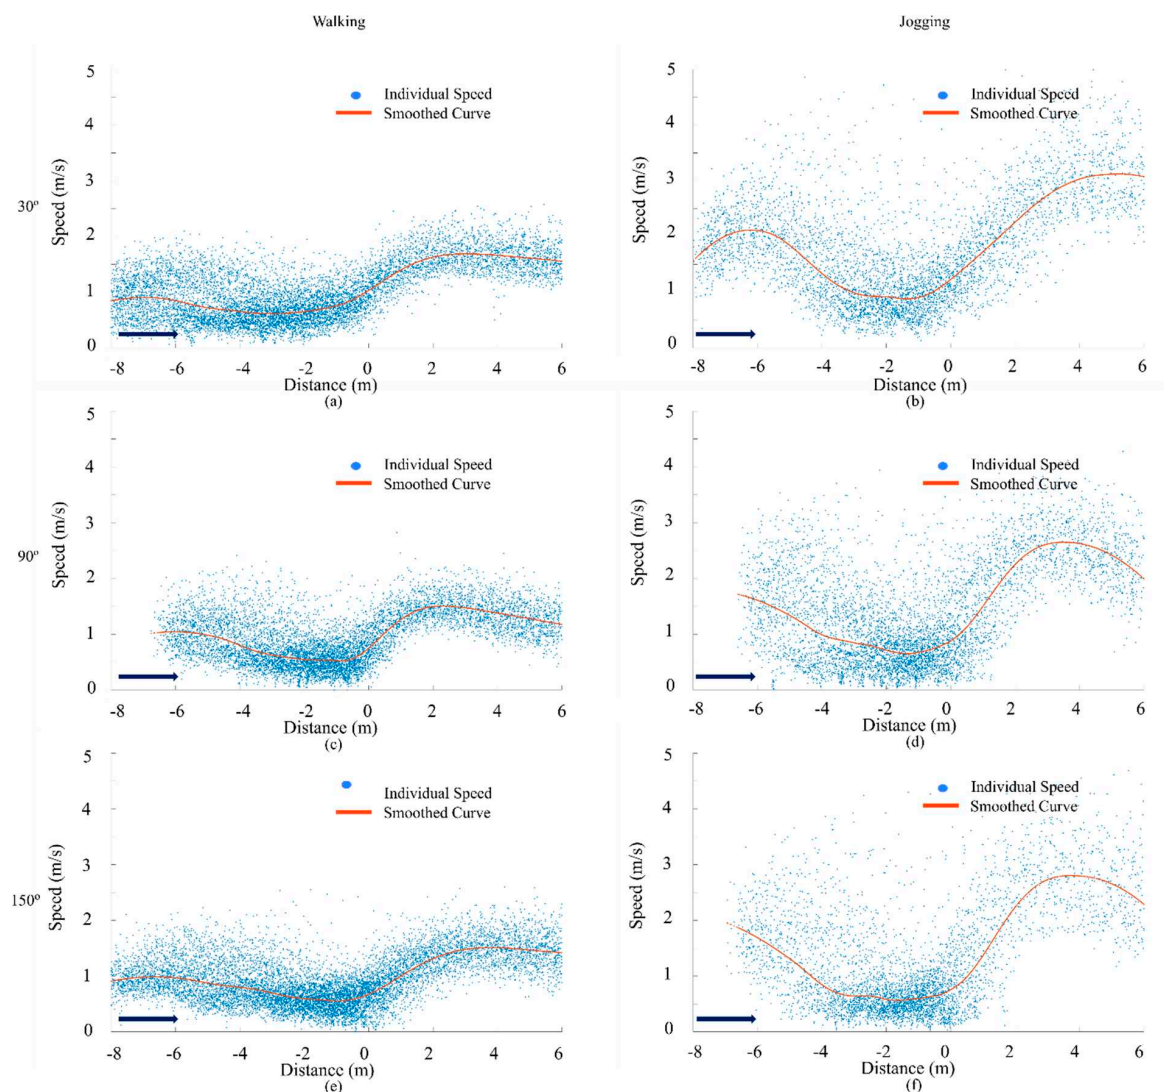 Walking
Jogging
30°
5
4
3
2
1
0
Speed (m/s)
Individual Speed
Smoothed Curve
-8 -6 -4 -2 0 2 4 6
Distance (m)
(a)
5
4
3
2
1
0
Speed (m/s)
Individual Speed
Smoothed Curve
-8 -6 -4 -2 0 2 4 6
Distance (m)
(b)
90°
5
4
3
2
1
0
Speed (m/s)
Individual Speed
Smoothed Curve
-8 -6 -4 -2 0 2 4 6
Distance (m)
(c)
5
4
3
2
1
0
Speed (m/s)
Individual Speed
Smoothed Curve
-8 -6 -4 -2 0 2 4 6
Distance (m)
(d)
150°
5
4
3
2
1
0
Speed (m/s)
Individual Speed
Smoothed Curve
-8 -6 -4 -2 0 2 4 6
Distance (m)
(e)
5
4
3
2
1
0
Speed (m/s)
Individual Speed
Smoothed Curve
-8 -6 -4 -2 0 2 4 6
Distance (m)
(f)